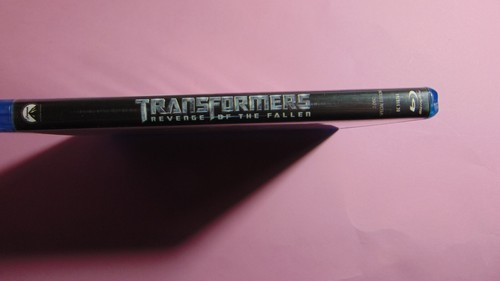 TRANSFORMERS
REVENGE OF THE FALLEN